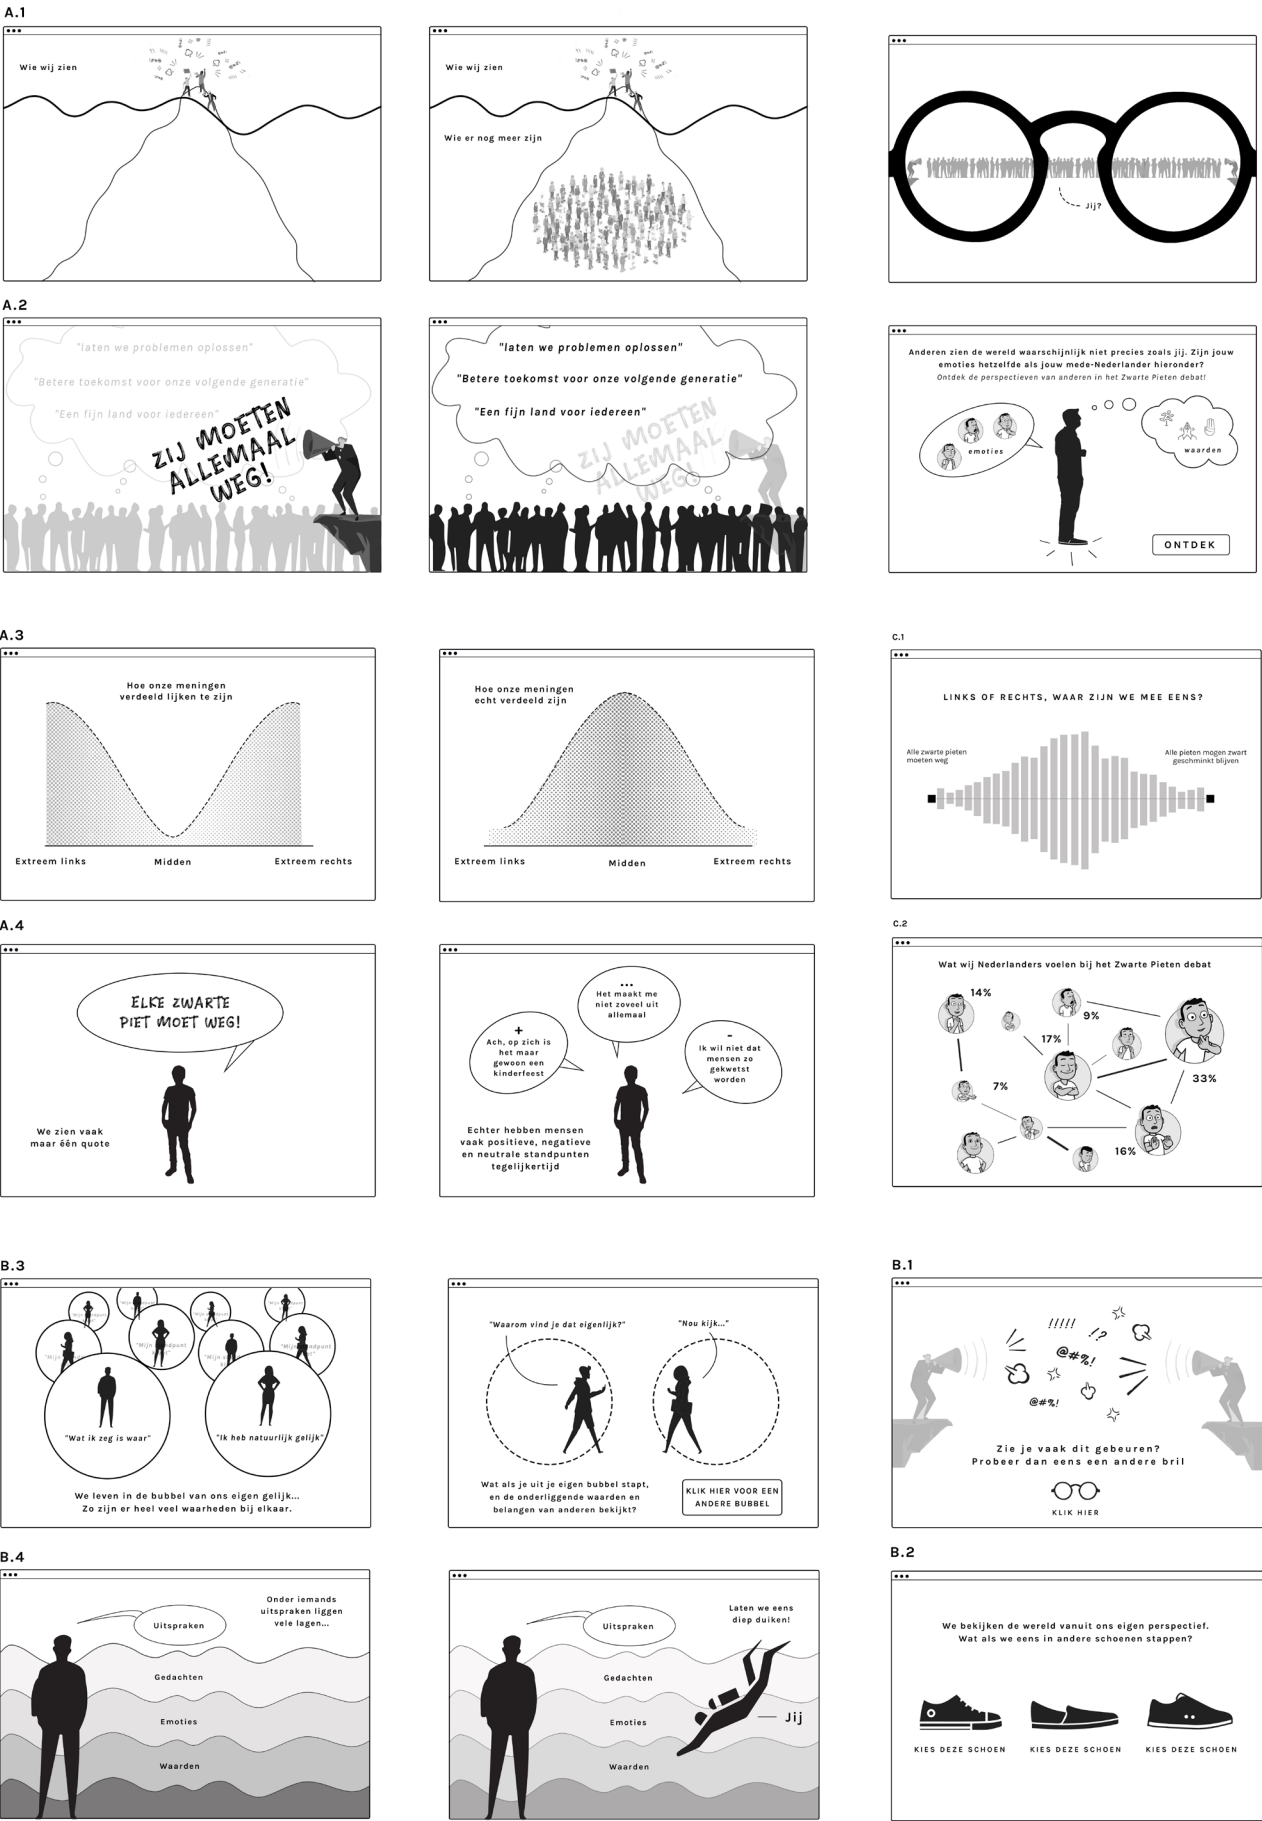 A.1
Wie wij zien
Wie wij zien
Wie er nog meer zijn
Jij?
A.2
"laten we problemen oplossen"
"Betere toekomst voor onze volgende generatie"
"Een fijn land voor iedereen"
ZIJ MOETEN
ALLEMAAL
WEG!
"laten we problemen oplossen"
"Betere toekomst voor onze volgende generatie"
"Een fijn land voor iedereen"
ZIJ MOETEN
ALLEMAAL
WEG!
Anderen zien de wereld waarschijnlijk niet precies zoals jij. Zijn jouw
emoties hetzelfde als jouw mede-Nederlander hieronder?
Ontdek de perspectieven van anderen in het Zwarte Pieten debat!
emoties
waarden
ONTDEK
A.3
Hoe onze meningen
verdeeld lijken te zijn
Extreem links
Midden
Extreem rechts
Hoe onze meningen
echt verdeeld zijn
Extreem links
Midden
Extreem rechts
C.1
LINKS OF RECHTS, WAAR ZIJN WE MEE EENS?
Alle zwarte pieten
moeten weg
Alle pieten mogen zwart
geschminkt blijven
A.4
ELKE ZWARTE
PIET MOET WEG!
We zien vaak
maar één quote
...
Het maakt me
niet zoveel uit
allemaal
+
Ach, op zich is
het maar
gewoon een
kinderfeest
-
Ik wil niet dat
mensen zo
gekwetst
worden
Echter hebben mensen
vaak positieve, negatieve
en neutrale standpunten
tegelijkertijd
C.2
Wat wij Nederlanders voelen bij het Zwarte Pieten debat
14%
9%
17%
33%
7%
16%
B.3
"Wat ik zeg is waar"
"Ik heb natuurlijk gelijk"
We leven in de bubbel van ons eigen gelijk...
Zo zijn er heel veel waarheden bij elkaar.
"Waarom vind je dat eigenlijk?"
"Nou kijk..."
Wat als je uit je eigen bubbel stapt,
en de onderliggende waarden en
belangen van anderen bekijkt?
KLIK HIER VOOR EEN
ANDERE BUBBEL
B.1
!!!!!
!?
@#%!
@#%!
Zie je vaak dit gebeuren?
Probeer dan eens een andere bril
KLIK HIER
B.4
Onder iemands
uitspraken liggen
vele lagen...
Uitspraken
Gedachten
Emoties
Waarden
Laten we eens
diep duiken!
Uitspraken
Gedachten
Emoties
Jij
Waarden
B.2
We bekijken de wereld vanuit ons eigen perspectief.
Wat als we eens in andere schoenen stappen?
KIES DEZE SCHOEN
KIES DEZE SCHOEN
KIES DEZE SCHOEN